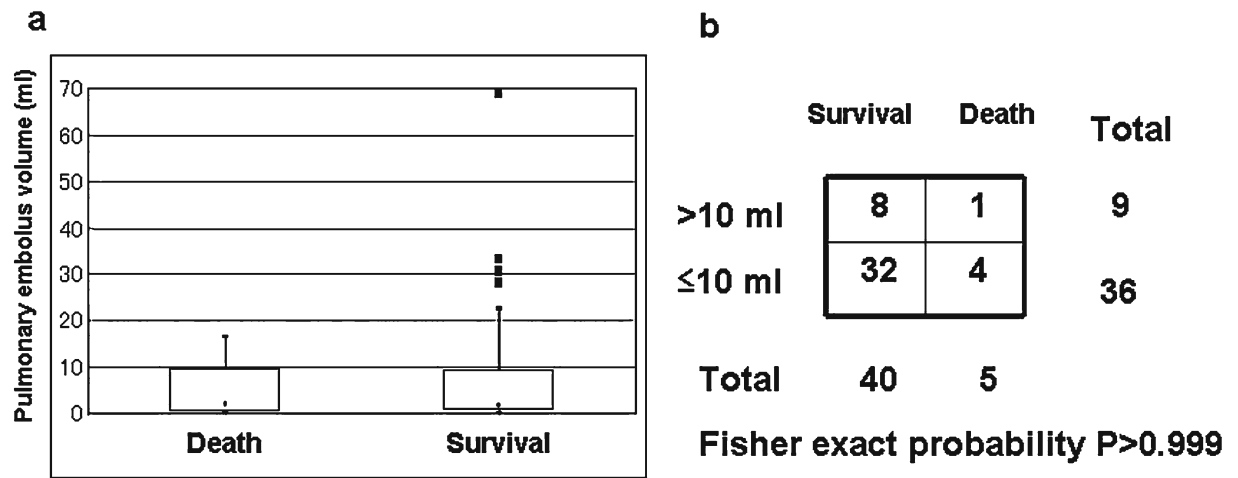 a
Pulmonary embolus volume (ml)
70
60
50
40
30
20
10
0
Death Survival
b
Survival Death Total
>10 ml 8 1 9
≤10 ml 32 4 36
Total 40 5
Fisher exact probability P>0.999